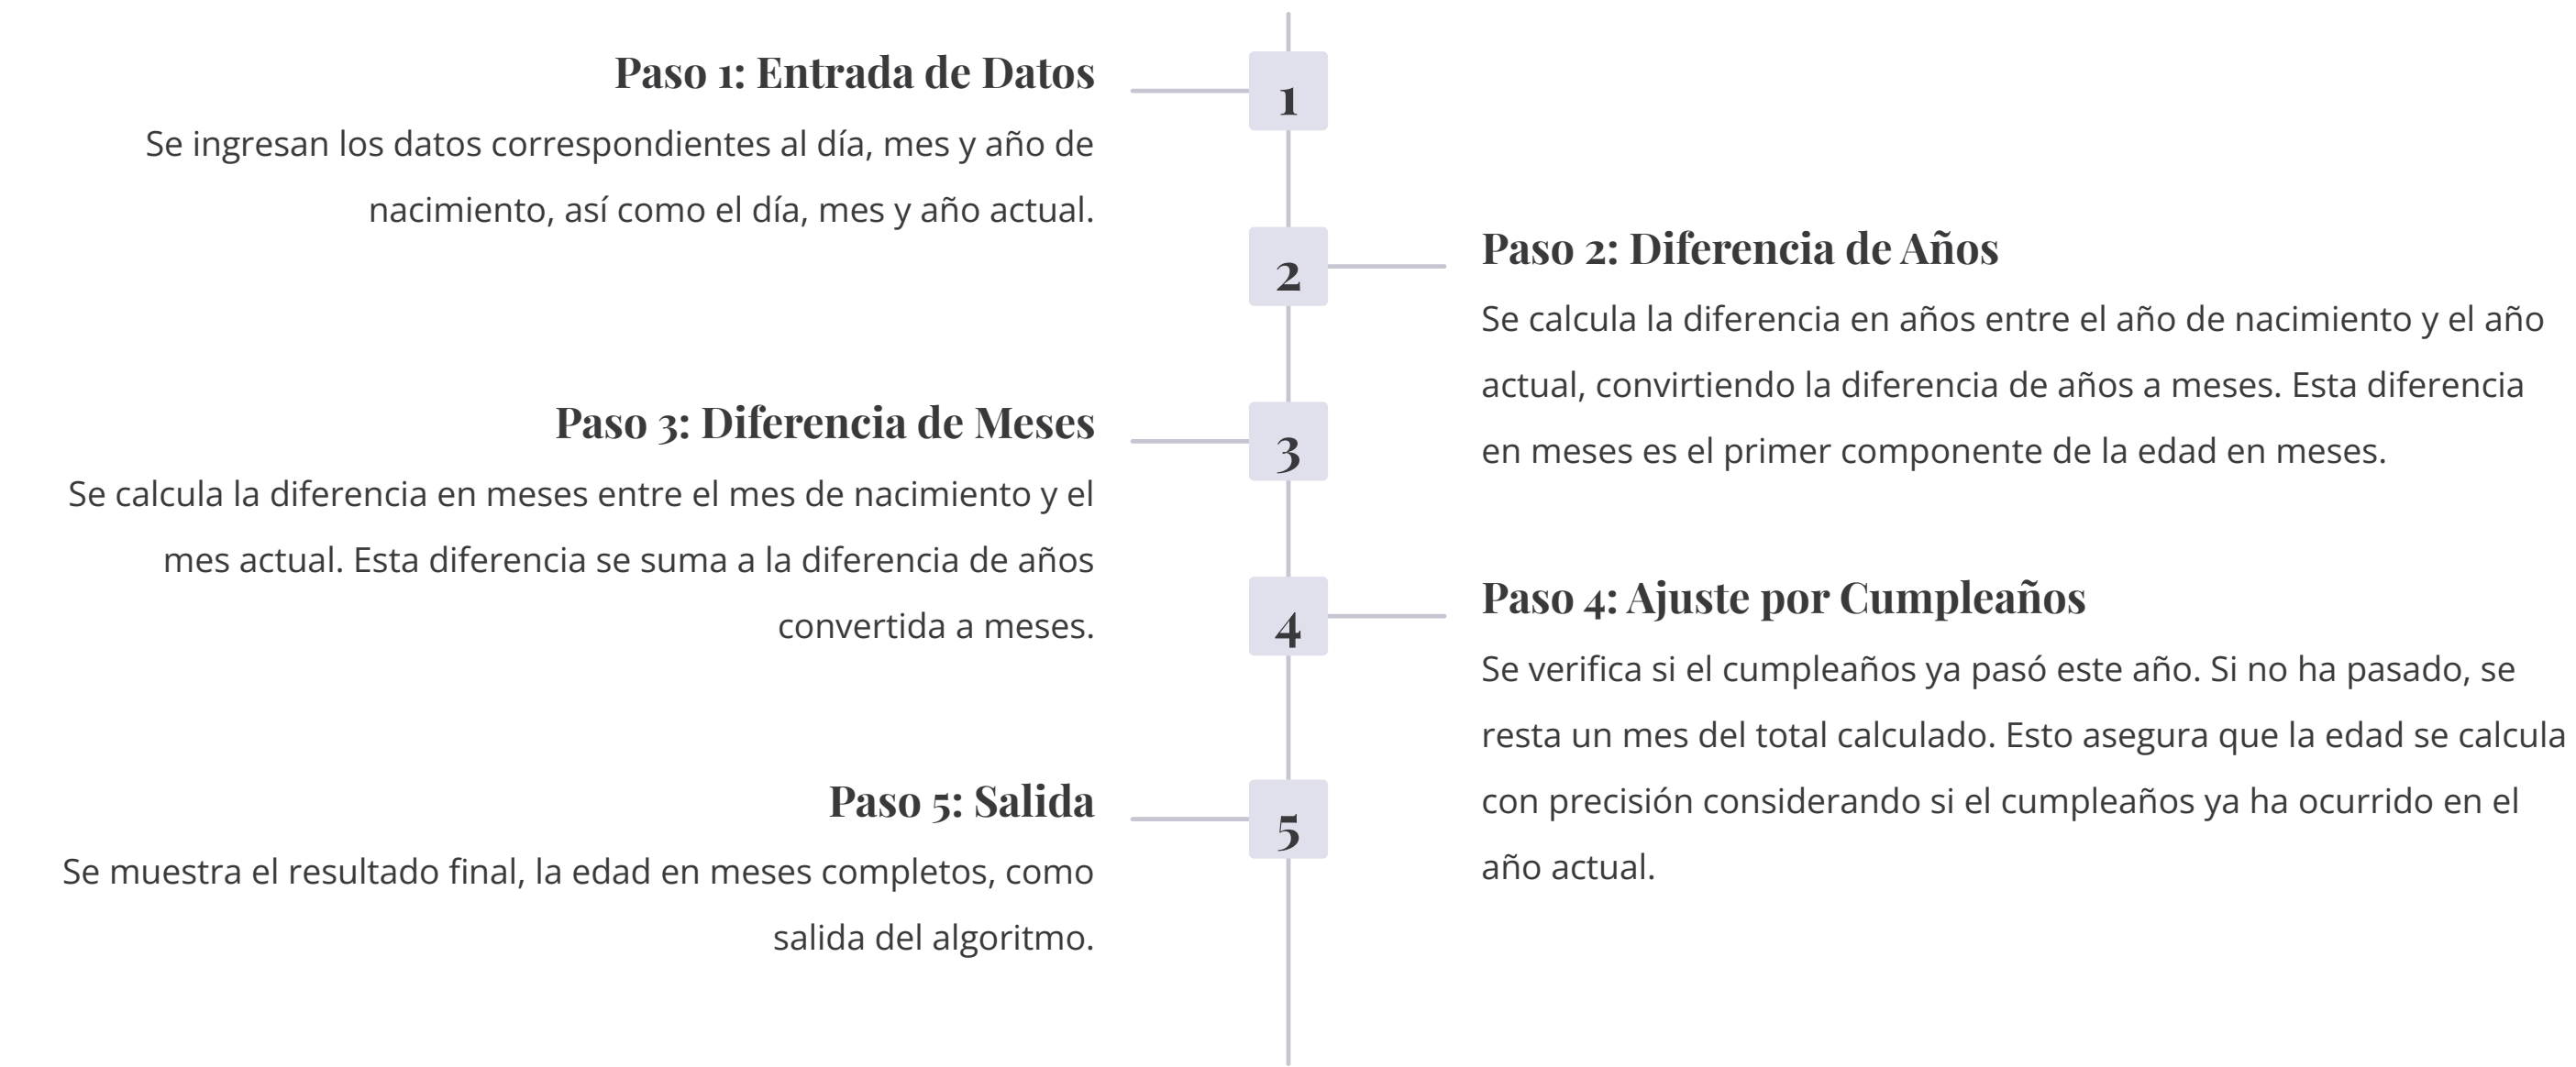 Paso 1: Entrada de Datos
1
Se ingresan los datos correspondientes al día, mes y año de
nacimiento, así como el día, mes y año actual.
2
Paso 2: Diferencia de Años
Se calcula la diferencia en años entre el año de nacimiento y el año
actual, convirtiendo la diferencia de años a meses. Esta diferencia
en meses es el primer componente de la edad en meses.
Paso 3: Diferencia de Meses
3
Se calcula la diferencia en meses entre el mes de nacimiento y el
mes actual. Esta diferencia se suma a la diferencia de años
convertida a meses.
4
Paso 4: Ajuste por Cumpleaños
Se verifica si el cumpleaños ya pasó este año. Si no ha pasado, se
resta un mes del total calculado. Esto asegura que la edad se calcula
con precisión considerando si el cumpleaños ya ha ocurrido en el
año actual.
Paso 5: Salida
5
Se muestra el resultado final, la edad en meses completos, como
salida del algoritmo.